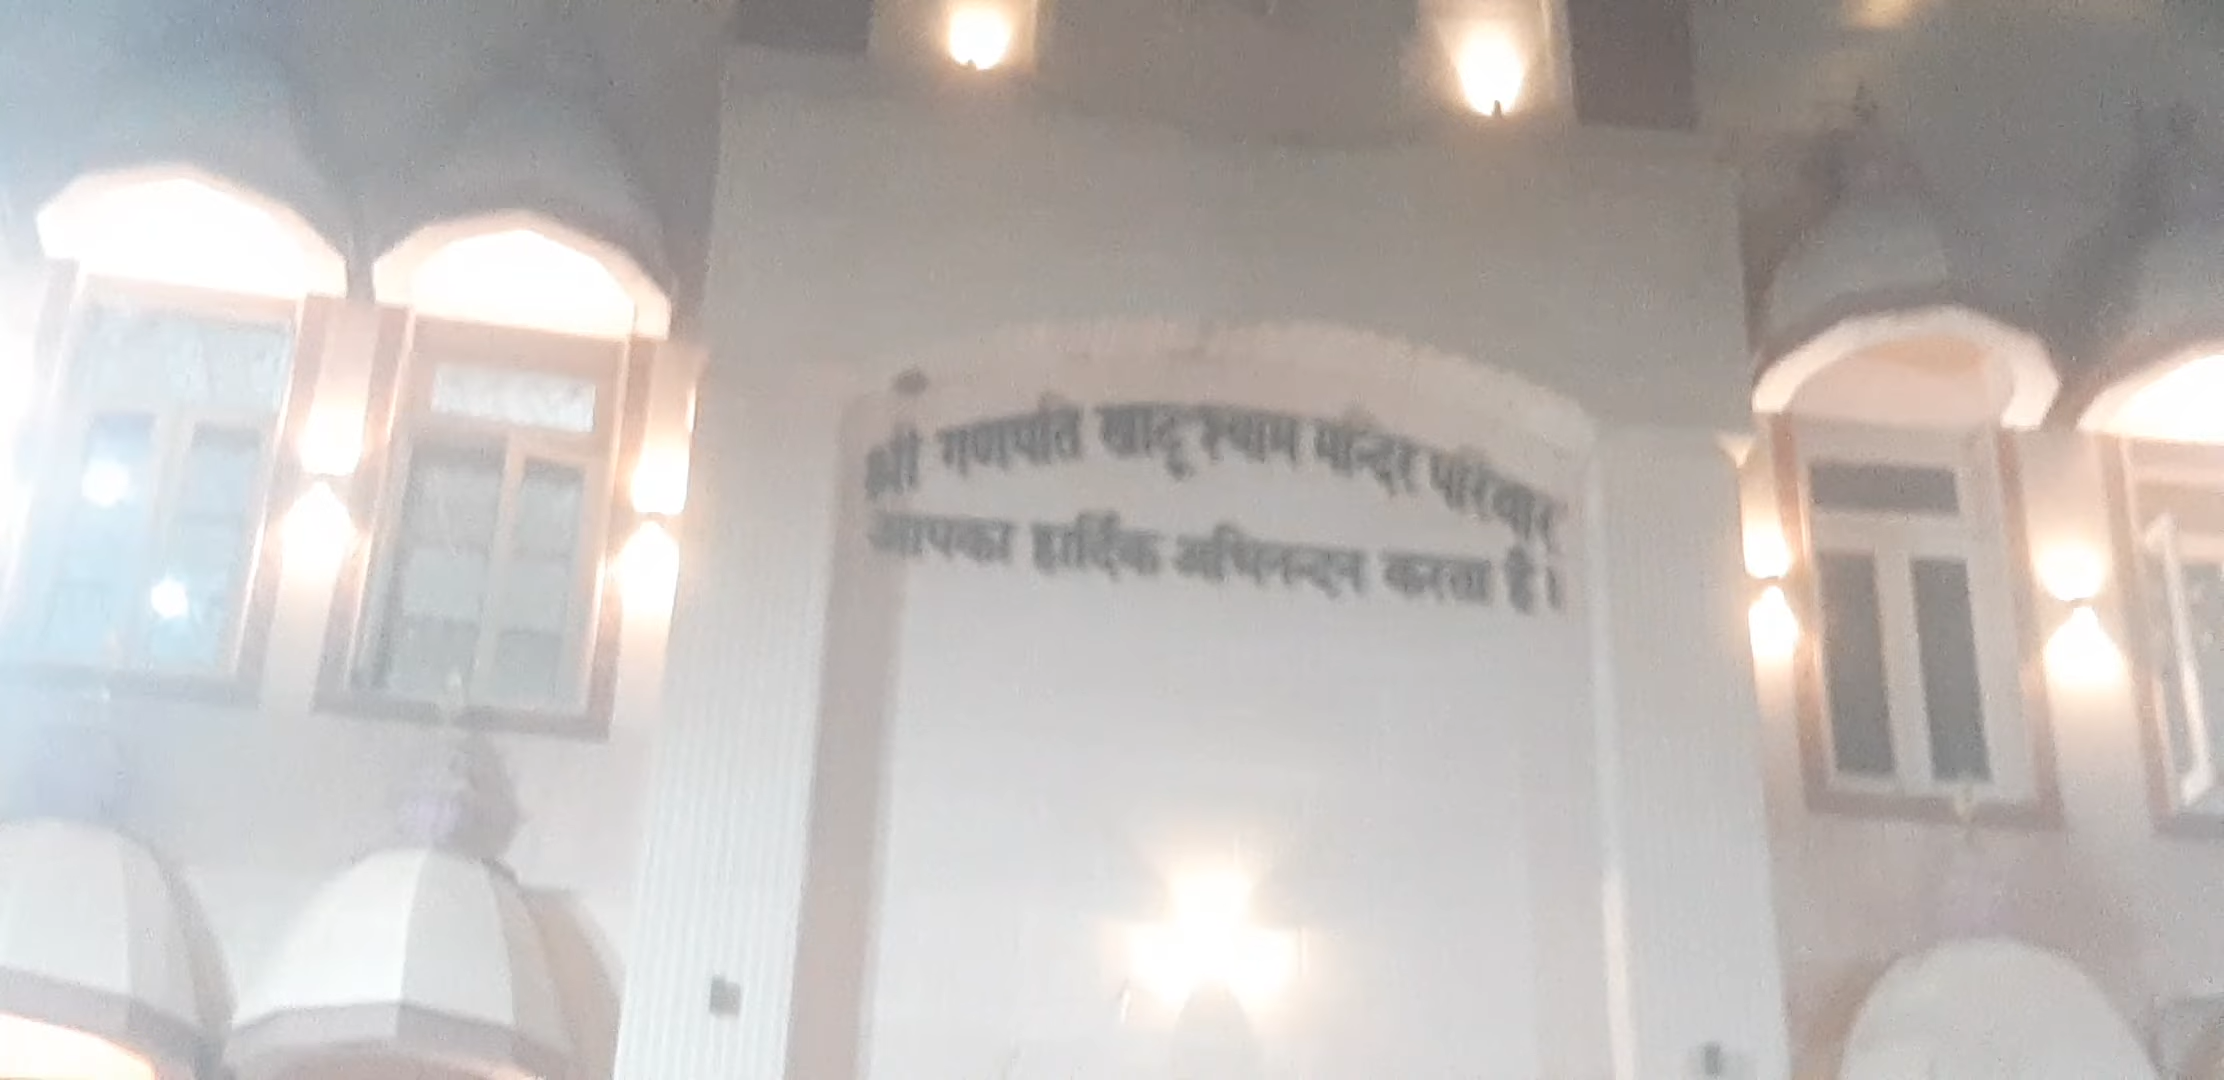 श्री गणपति खाटू श्याम मन्दिर परिवार
आपका हार्दिक अभिनन्दन करता है।